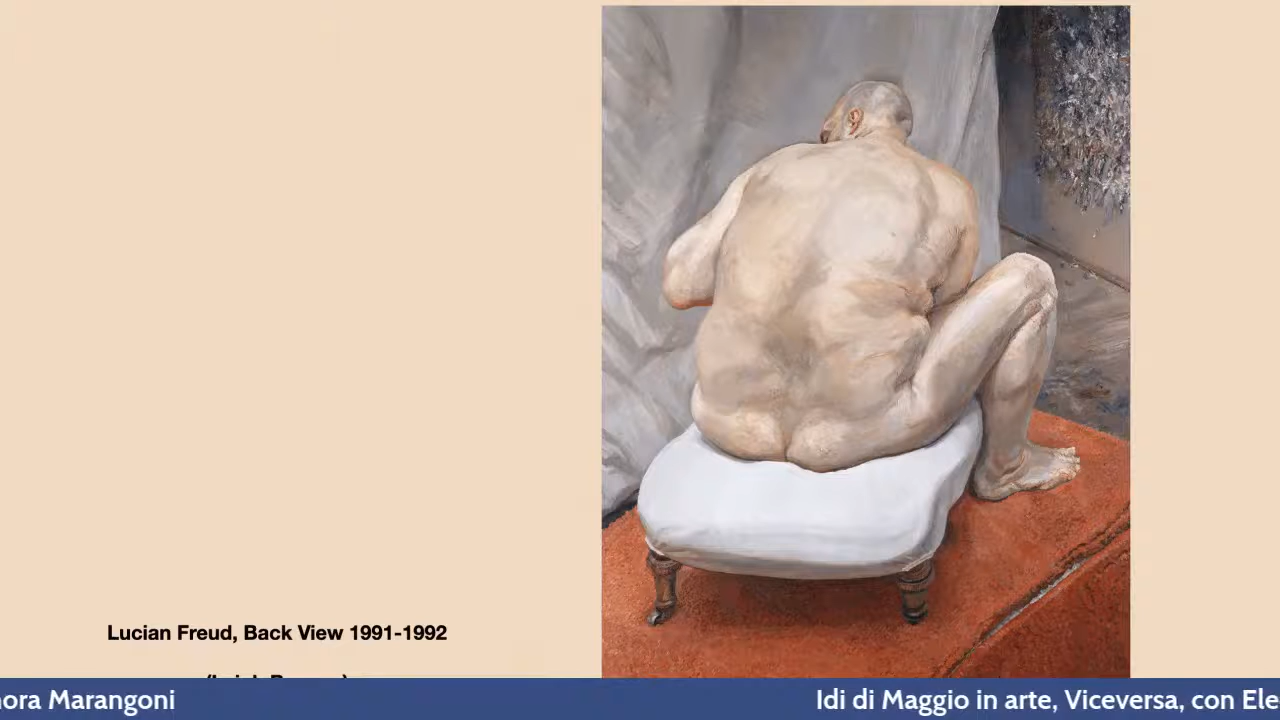 Lucian Freud, Back View 1991-1992
nora Marangoni
Idi di Maggio in arte, Viceversa, con Ele